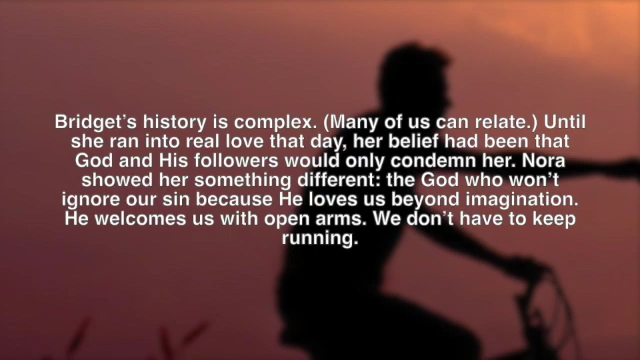 Bridget’s history is complex. (Many of us can relate.) Until
she ran into real love that day, her belief had been that
God and His followers would only condemn her. Nora
showed her something different: the God who won’t
ignore our sin because He loves us beyond imagination.
He welcomes us with open arms. We don’t have to keep
running.